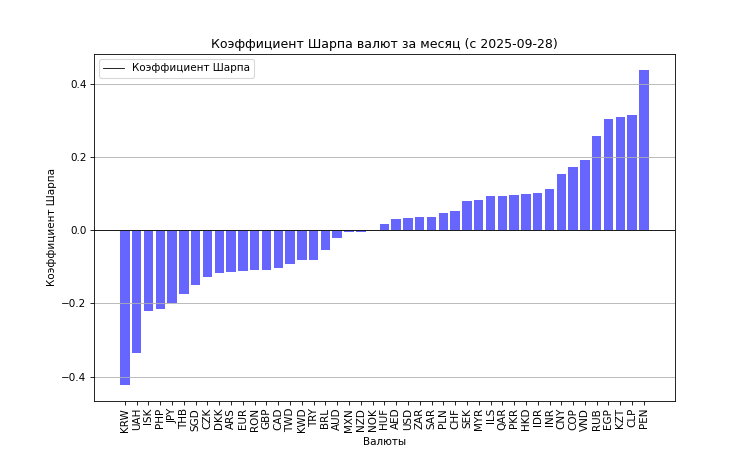 Коэффициент Шарпа валют за месяц (с 2025-09-28)
Коэффициент Шарпа
Коэффициент Шарпа
0.4
0.2
0.0
−0.2
−0.4
KRW UAH ISK PHP JPY THB SGD CZK DKK ARS EUR RON GBP CAD TWD KWD TRY BRL AUD MXN NZD NOK HUF AED USD ZAR SAR PLN CHF SEK MYR ILS QAR PKR HKD IDR INR CNY COP VND RUB EGP KZT CLP PEN
Валюты